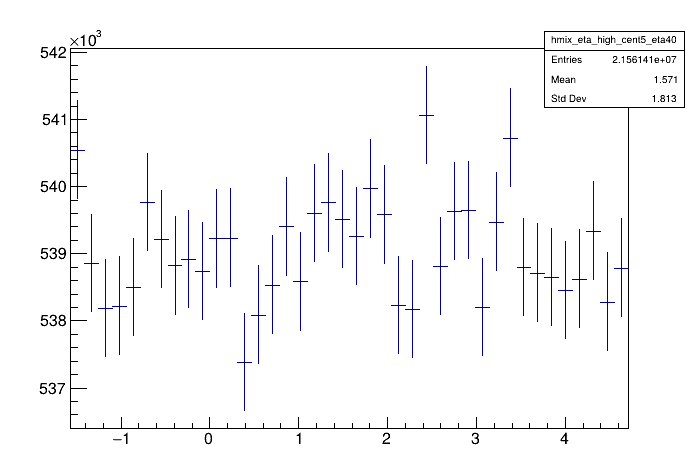 ×10³
hmix_eta_high_cent5_eta40
Entries 2.156141e+07
Mean 1.571
Std Dev 1.813
542
541
540
539
538
537
−1 0 1 2 3 4